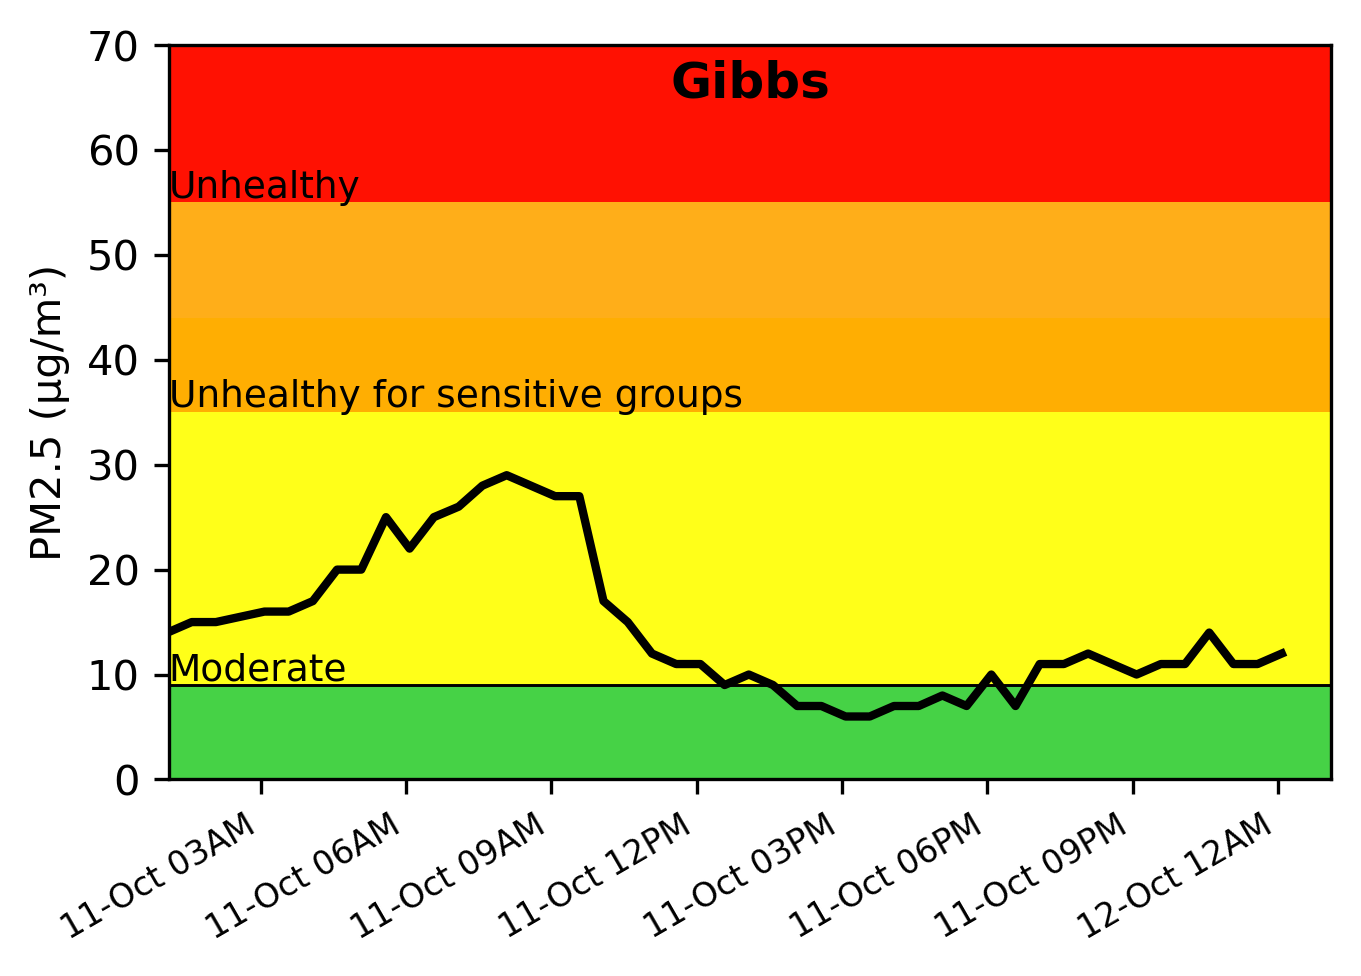 Gibbs
PM2.5 (µg/m³)
70
60
50
40
30
20
10
0
Unhealthy
Unhealthy for sensitive groups
Moderate
11-Oct 03AM
11-Oct 06AM
11-Oct 09AM
11-Oct 12PM
11-Oct 03PM
11-Oct 06PM
11-Oct 09PM
12-Oct 12AM